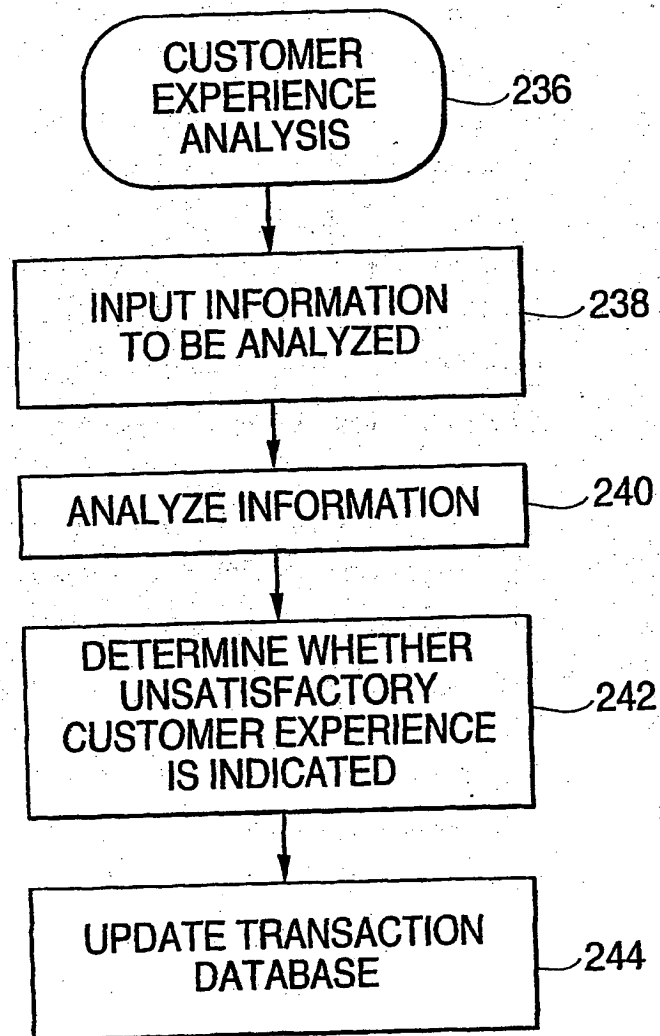 CUSTOMER
EXPERIENCE
ANALYSIS
236
INPUT INFORMATION
TO BE ANALYZED
238
ANALYZE INFORMATION
240
DETERMINE WHETHER
UNSATISFACTORY
CUSTOMER EXPERIENCE
IS INDICATED
242
UPDATE TRANSACTION
DATABASE
244